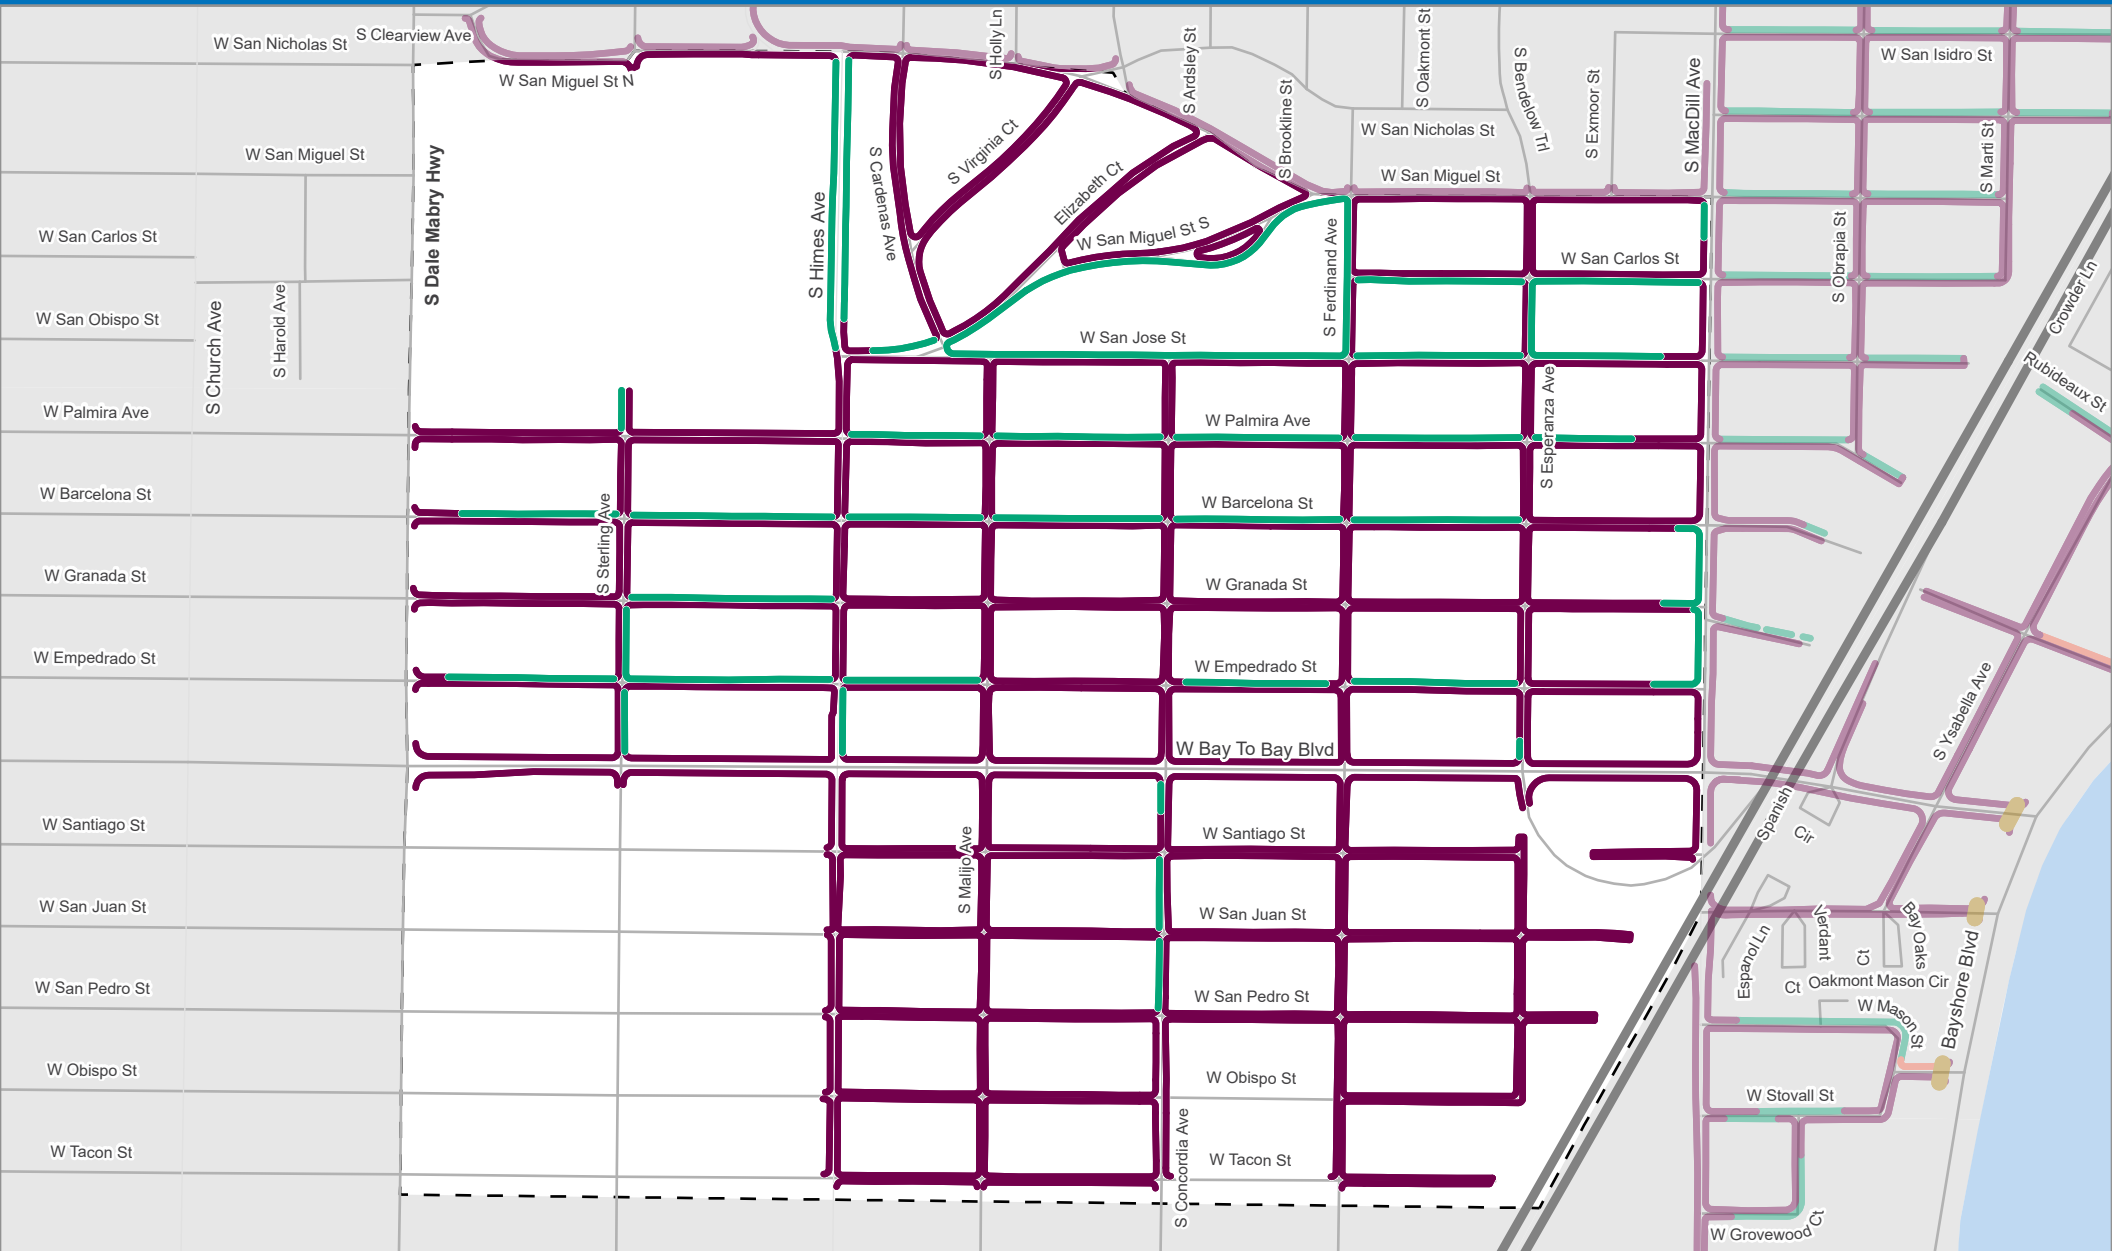 W San Nicholas St
S Clearview Ave
W San Miguel St N
S Holly Ln
S Ardsley St
S Oakmont St
S Bendelow Trl
S Exmoor St
S MacDill Ave
W San Isidro St
S Brookline St
W San Nicholas St
W San Miguel St
W San Miguel St
S Marti St
S Dale Mabry Hwy
S Himes Ave
S Cardenas Ave
S Virginia Ct
Elizabeth Ct
W San Miguel St S
S Ferdinand Ave
W San Carlos St
S Obrapia St
Crowder Ln
Rubideaux St
W San Carlos St
W San Obispo St
S Church Ave
S Harold Ave
W San Jose St
W Palmira Ave
W Palmira Ave
S Esperanza Ave
W Barcelona St
S Sterling Ave
W Barcelona St
W Granada St
W Granada St
W Empedrado St
W Empedrado St
S Ysabella Ave
W Bay To Bay Blvd
W Santiago St
S Malijo Ave
W Santiago St
Spanish
Cir
W San Juan St
W San Juan St
Espanol Ln
Verdant
Ct
Ct
Bay Oaks
Oakmont Mason Cir
Bayshore Blvd
W San Pedro St
W San Pedro St
W Mason St
W Obispo St
W Obispo St
W Stovall St
W Tacon St
S Concordia Ave
W Tacon St
W Grovewood Ct